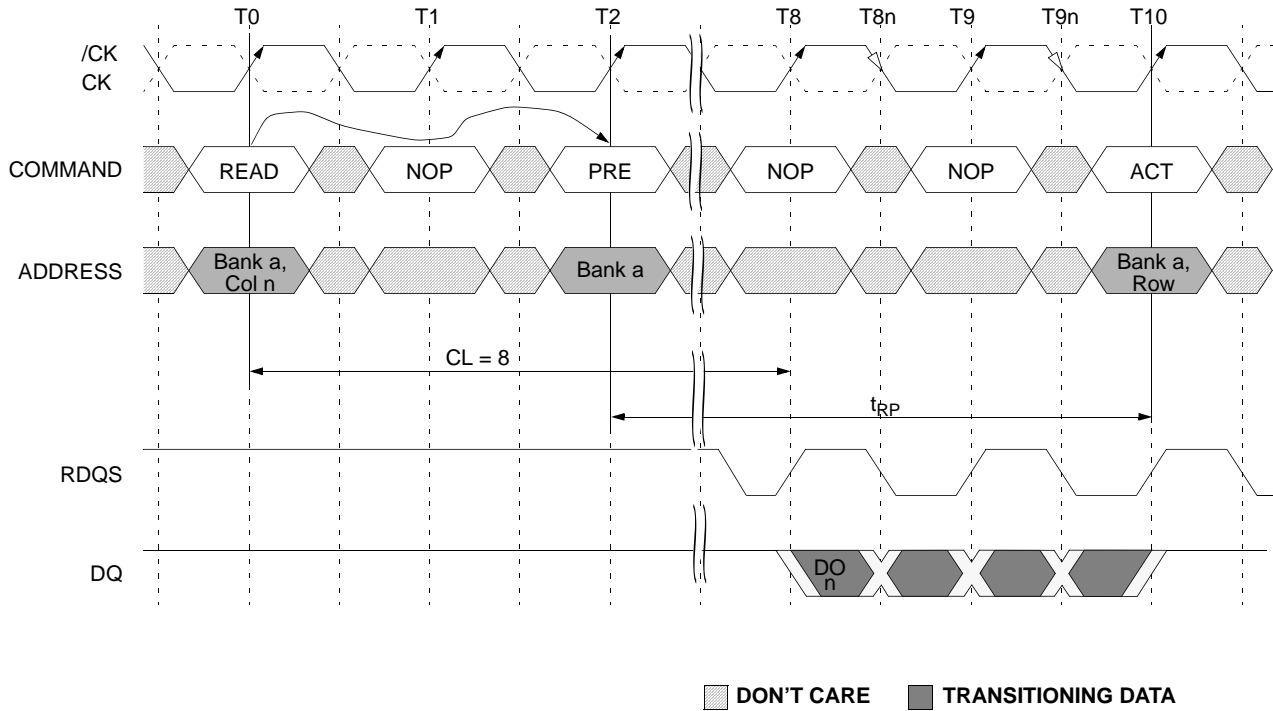 T0 T1 T2 T8 T8n T9 T9n T10
/CK
CK
COMMAND READ NOP PRE NOP NOP ACT
ADDRESS Bank a, Col n Bank a Bank a, Row
CL = 8
tRP
RDQS
DQ DO n
DON'T CARE TRANSITIONING DATA